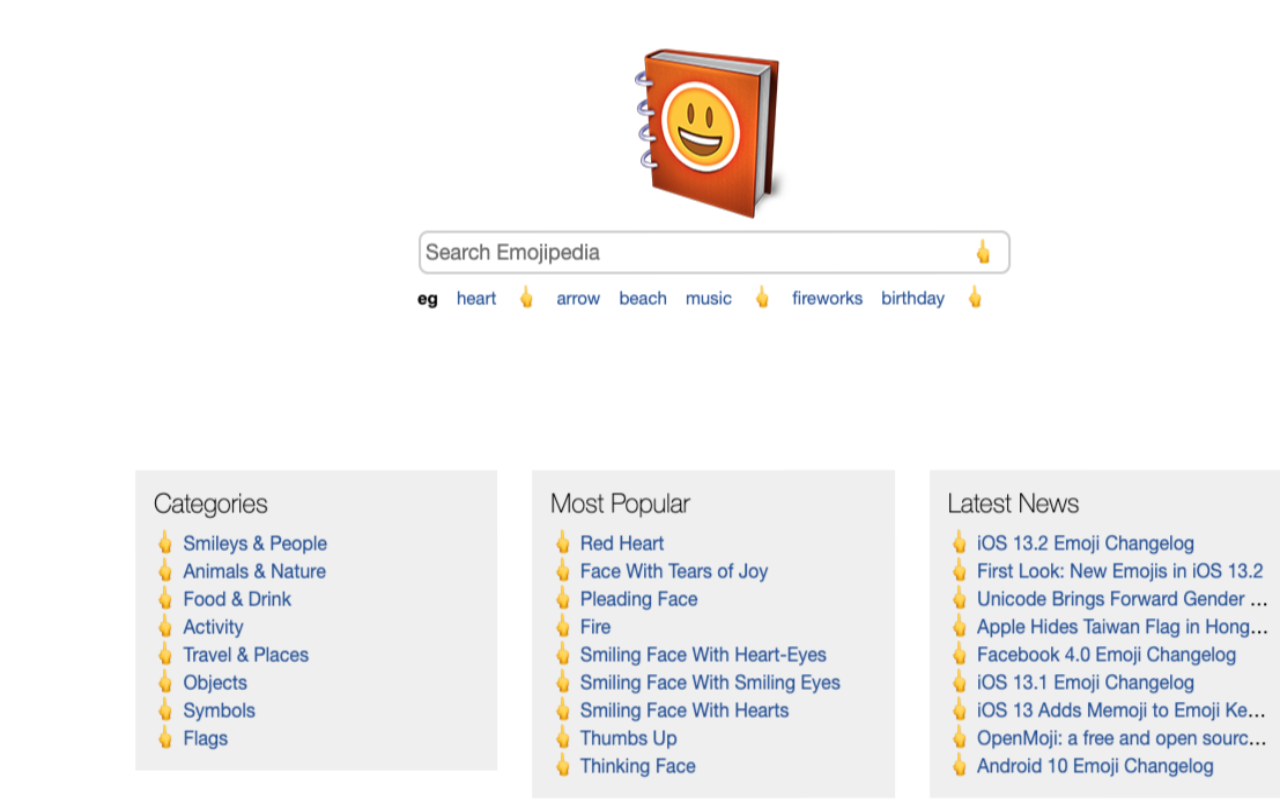 Search Emojipedia 🖕
eg heart 🖕 arrow beach music 🖕 fireworks birthday 🖕
Categories
🖕 Smileys & People
🖕 Animals & Nature
🖕 Food & Drink
🖕 Activity
🖕 Travel & Places
🖕 Objects
🖕 Symbols
🖕 Flags
Most Popular
🖕 Red Heart
🖕 Face With Tears of Joy
🖕 Pleading Face
🖕 Fire
🖕 Smiling Face With Heart-Eyes
🖕 Smiling Face With Smiling Eyes
🖕 Smiling Face With Hearts
🖕 Thumbs Up
🖕 Thinking Face
Latest News
🖕 iOS 13.2 Emoji Changelog
🖕 First Look: New Emojis in iOS 13.2
🖕 Unicode Brings Forward Gender ...
🖕 Apple Hides Taiwan Flag in Hong...
🖕 Facebook 4.0 Emoji Changelog
🖕 iOS 13.1 Emoji Changelog
🖕 iOS 13 Adds Memoji to Emoji Ke...
🖕 OpenMoji: a free and open sourc...
🖕 Android 10 Emoji Changelog